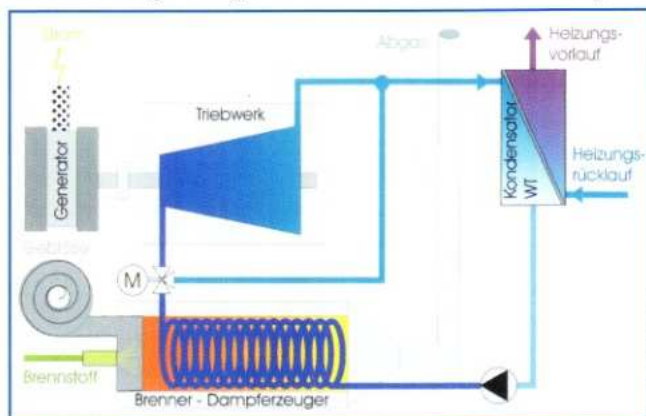 Strom
Abgas
Heizungs-
vorlauf
Triebwerk
Generator
Kondensator
WT
Heizungs-
rücklauf
Gebläse
M
Brennstoff
Brenner - Dampferzeuger